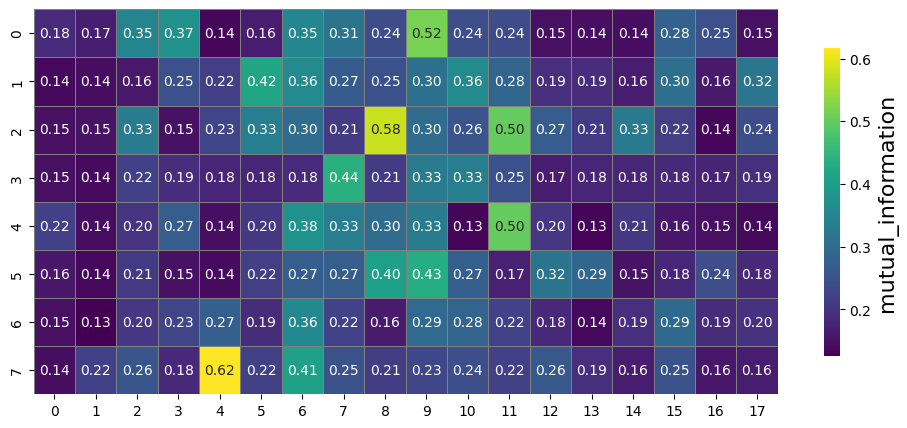 0 0.18 0.17 0.35 0.37 0.14 0.16 0.35 0.31 0.24 0.52 0.24 0.24 0.15 0.14 0.14 0.28 0.25 0.15
1 0.14 0.14 0.16 0.25 0.22 0.42 0.36 0.27 0.25 0.30 0.36 0.28 0.19 0.19 0.16 0.30 0.16 0.32
2 0.15 0.15 0.33 0.15 0.23 0.33 0.30 0.21 0.58 0.30 0.26 0.50 0.27 0.21 0.33 0.22 0.14 0.24
3 0.15 0.14 0.22 0.19 0.18 0.18 0.18 0.44 0.21 0.33 0.33 0.25 0.17 0.18 0.18 0.18 0.17 0.19
4 0.22 0.14 0.20 0.27 0.14 0.20 0.38 0.33 0.30 0.33 0.13 0.50 0.20 0.13 0.21 0.16 0.15 0.14
5 0.16 0.14 0.21 0.15 0.14 0.22 0.27 0.27 0.40 0.43 0.27 0.17 0.32 0.29 0.15 0.18 0.24 0.18
6 0.15 0.13 0.20 0.23 0.27 0.19 0.36 0.22 0.16 0.29 0.28 0.22 0.18 0.14 0.19 0.29 0.19 0.20
7 0.14 0.22 0.26 0.18 0.62 0.22 0.41 0.25 0.21 0.23 0.24 0.22 0.26 0.19 0.16 0.25 0.16 0.16
0 1 2 3 4 5 6 7 8 9 10 11 12 13 14 15 16 17
0.6
0.5
0.4
0.3
0.2
mutual_information